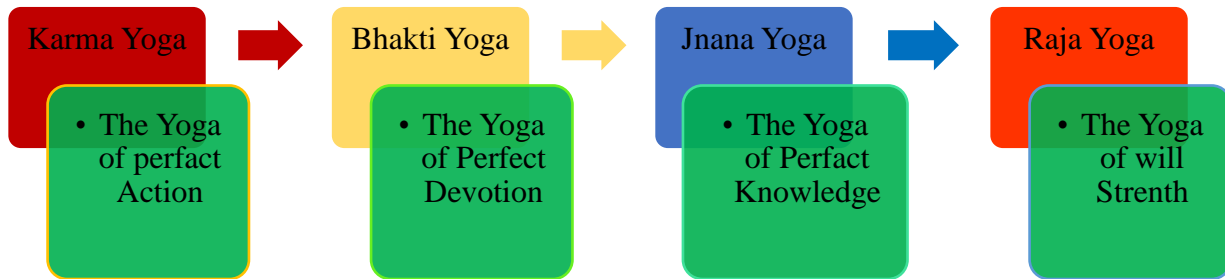 Karma Yoga
• The Yoga
of perfact
Action
Bhakti Yoga
• The Yoga
of Perfect
Devotion
Jnana Yoga
• The Yoga
of Perfact
Knowledge
Raja Yoga
• The Yoga
of will
Strenth